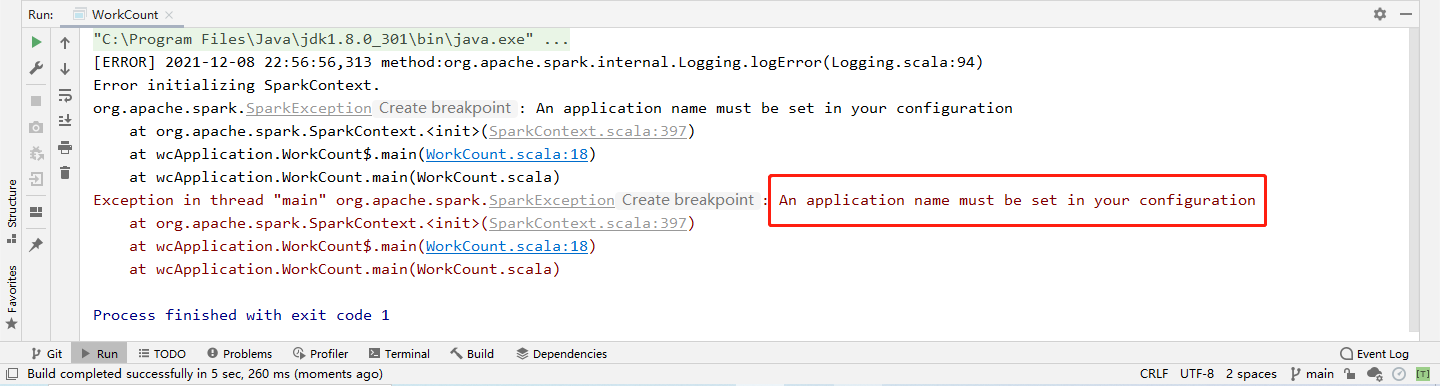 Run: WorkCount
"C:\Program Files\Java\jdk1.8.0_301\bin\java.exe" ...
[ERROR] 2021-12-08 22:56:56,313 method:org.apache.spark.internal.Logging.logError(Logging.scala:94)
Error initializing SparkContext.
org.apache.spark.SparkException Create breakpoint : An application name must be set in your configuration
    at org.apache.spark.SparkContext.<init>(SparkContext.scala:397)
    at wcApplication.WorkCount$.main(WorkCount.scala:18)
    at wcApplication.WorkCount.main(WorkCount.scala)
Exception in thread "main" org.apache.spark.SparkException Create breakpoint : An application name must be set in your configuration
    at org.apache.spark.SparkContext.<init>(SparkContext.scala:397)
    at wcApplication.WorkCount$.main(WorkCount.scala:18)
    at wcApplication.WorkCount.main(WorkCount.scala)
Process finished with exit code 1
Structure
Favorites
Git Run TODO Problems Profiler Terminal Build Dependencies Event Log
Build completed successfully in 5 sec, 260 ms (moments ago) CRLF UTF-8 2 spaces main [T]